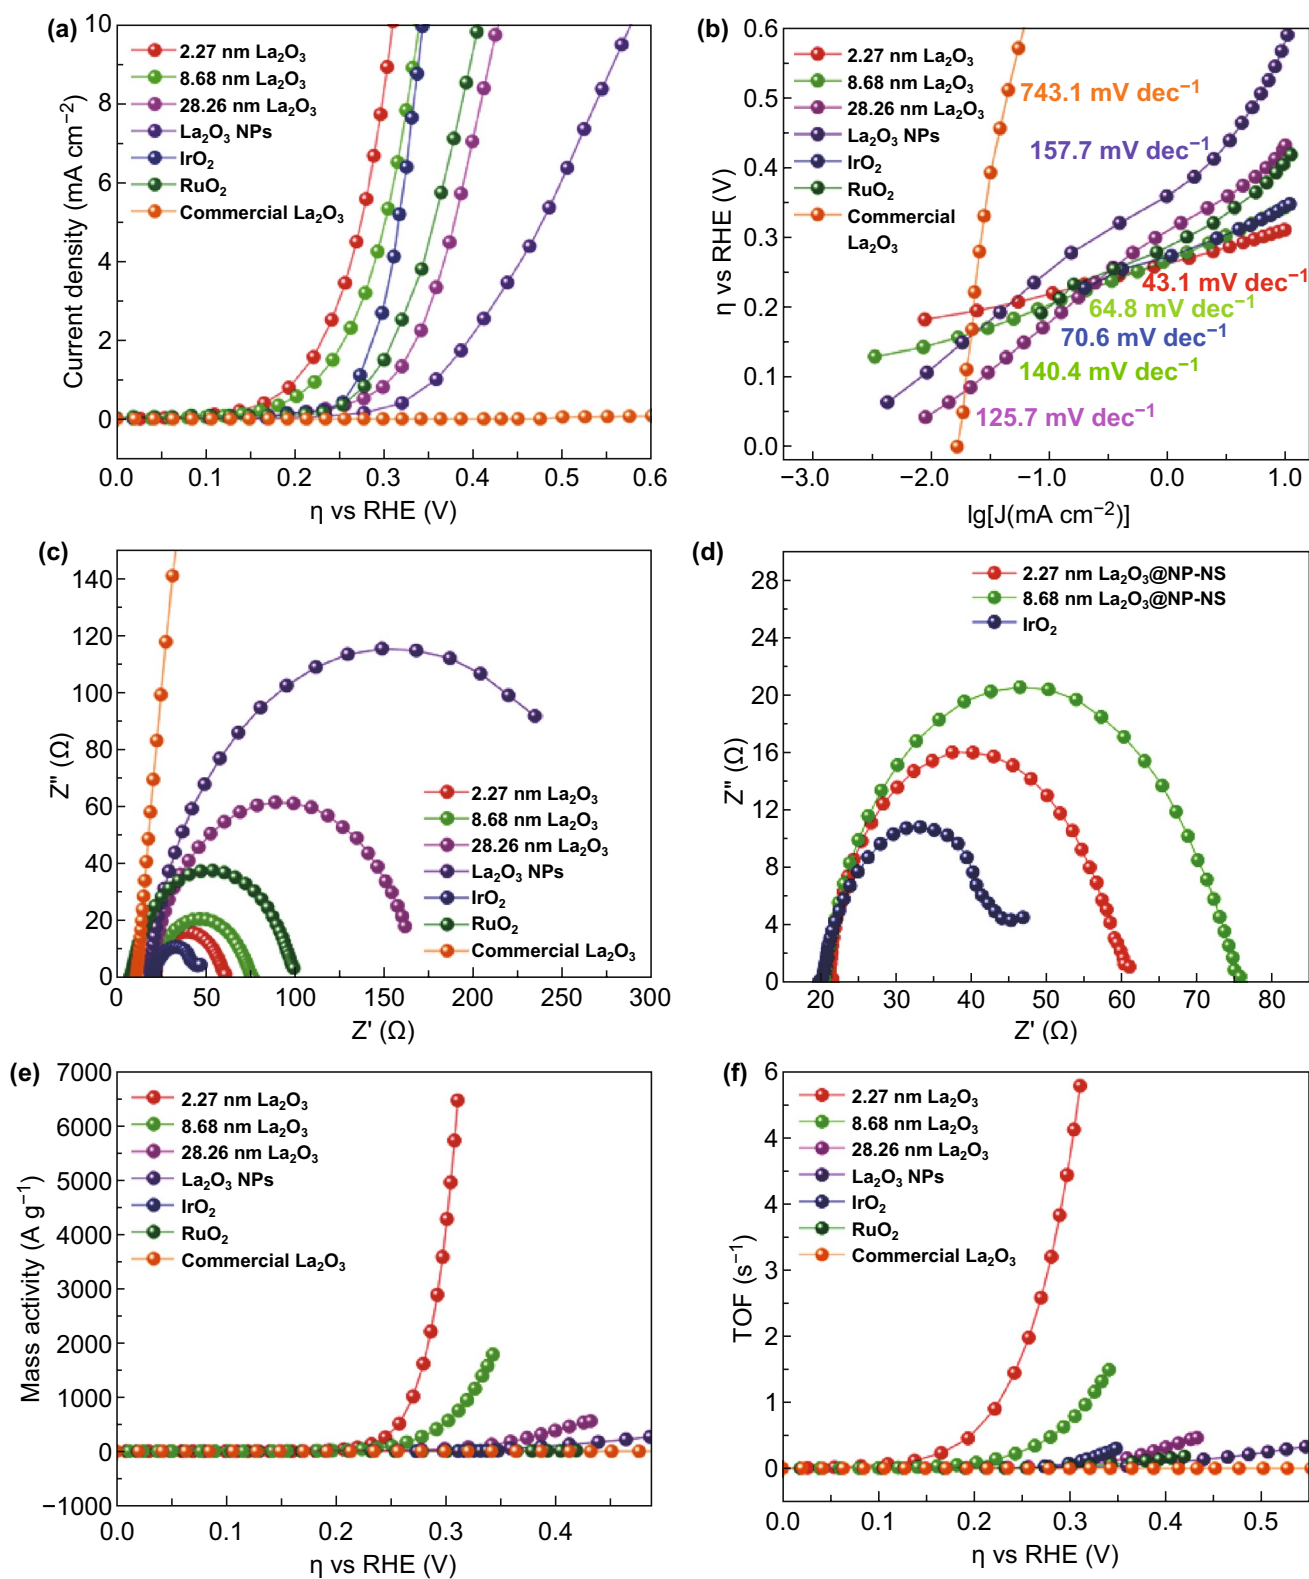 (a)
10
8
6
4
2
0
Current density (mA cm⁻²)
2.27 nm La₂O₃
8.68 nm La₂O₃
28.26 nm La₂O₃
La₂O₃ NPs
IrO₂
RuO₂
Commercial La₂O₃
0.0 0.1 0.2 0.3 0.4 0.5 0.6
η vs RHE (V)
(b)
0.6
0.5
0.4
0.3
0.2
0.1
0.0
η vs RHE (V)
2.27 nm La₂O₃
8.68 nm La₂O₃
28.26 nm La₂O₃
La₂O₃ NPs
IrO₂
RuO₂
Commercial
La₂O₃
743.1 mV dec⁻¹
157.7 mV dec⁻¹
43.1 mV dec⁻¹
64.8 mV dec⁻¹
70.6 mV dec⁻¹
140.4 mV dec⁻¹
125.7 mV dec⁻¹
−3.0 −2.0 −1.0 0.0 1.0
lg[J(mA cm⁻²)]
(c)
140
120
100
80
60
40
20
0
Z" (Ω)
2.27 nm La₂O₃
8.68 nm La₂O₃
28.26 nm La₂O₃
La₂O₃ NPs
IrO₂
RuO₂
Commercial La₂O₃
0 50 100 150 200 250 300
Z' (Ω)
(d)
28
24
20
16
12
8
4
0
Z" (Ω)
2.27 nm La₂O₃@NP-NS
8.68 nm La₂O₃@NP-NS
IrO₂
20 30 40 50 60 70 80
Z' (Ω)
(e)
7000
6000
5000
4000
3000
2000
1000
0
−1000
Mass activity (A g⁻¹)
2.27 nm La₂O₃
8.68 nm La₂O₃
28.26 nm La₂O₃
La₂O₃ NPs
IrO₂
RuO₂
Commercial La₂O₃
0.0 0.1 0.2 0.3 0.4
η vs RHE (V)
(f)
6
4
4
3
2
1
0
TOF (s⁻¹)
2.27 nm La₂O₃
8.68 nm La₂O₃
28.26 nm La₂O₃
La₂O₃ NPs
IrO₂
RuO₂
Commercial La₂O₃
0.0 0.1 0.2 0.3 0.4
η vs RHE (V)